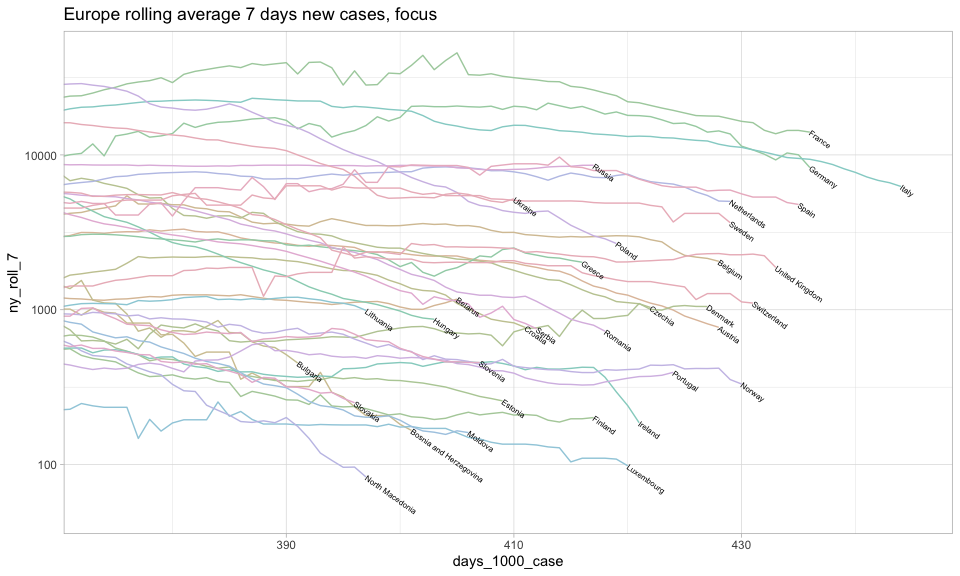 Europe rolling average 7 days new cases, focus
ny_roll_7
10000
1000
100
France
Germany
Italy
Russia
Spain
Netherlands
Sweden
Ukraine
Poland
Greece
Belgium
United Kingdom
Switzerland
Denmark
Austria
Czechia
Belarus
Lithuania
Hungary
Croatia
Serbia
Romania
Slovenia
Portugal
Norway
Bulgaria
Slovakia
Estonia
Finland
Ireland
Moldova
Bosnia and Herzegovina
Luxembourg
North Macedonia
390
410
430
days_1000_case